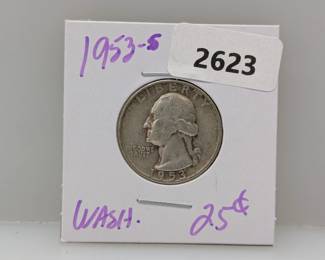 1953-S
2623
LIBERTY
IN GOD WE
TRUST
1953
WASH. 25¢